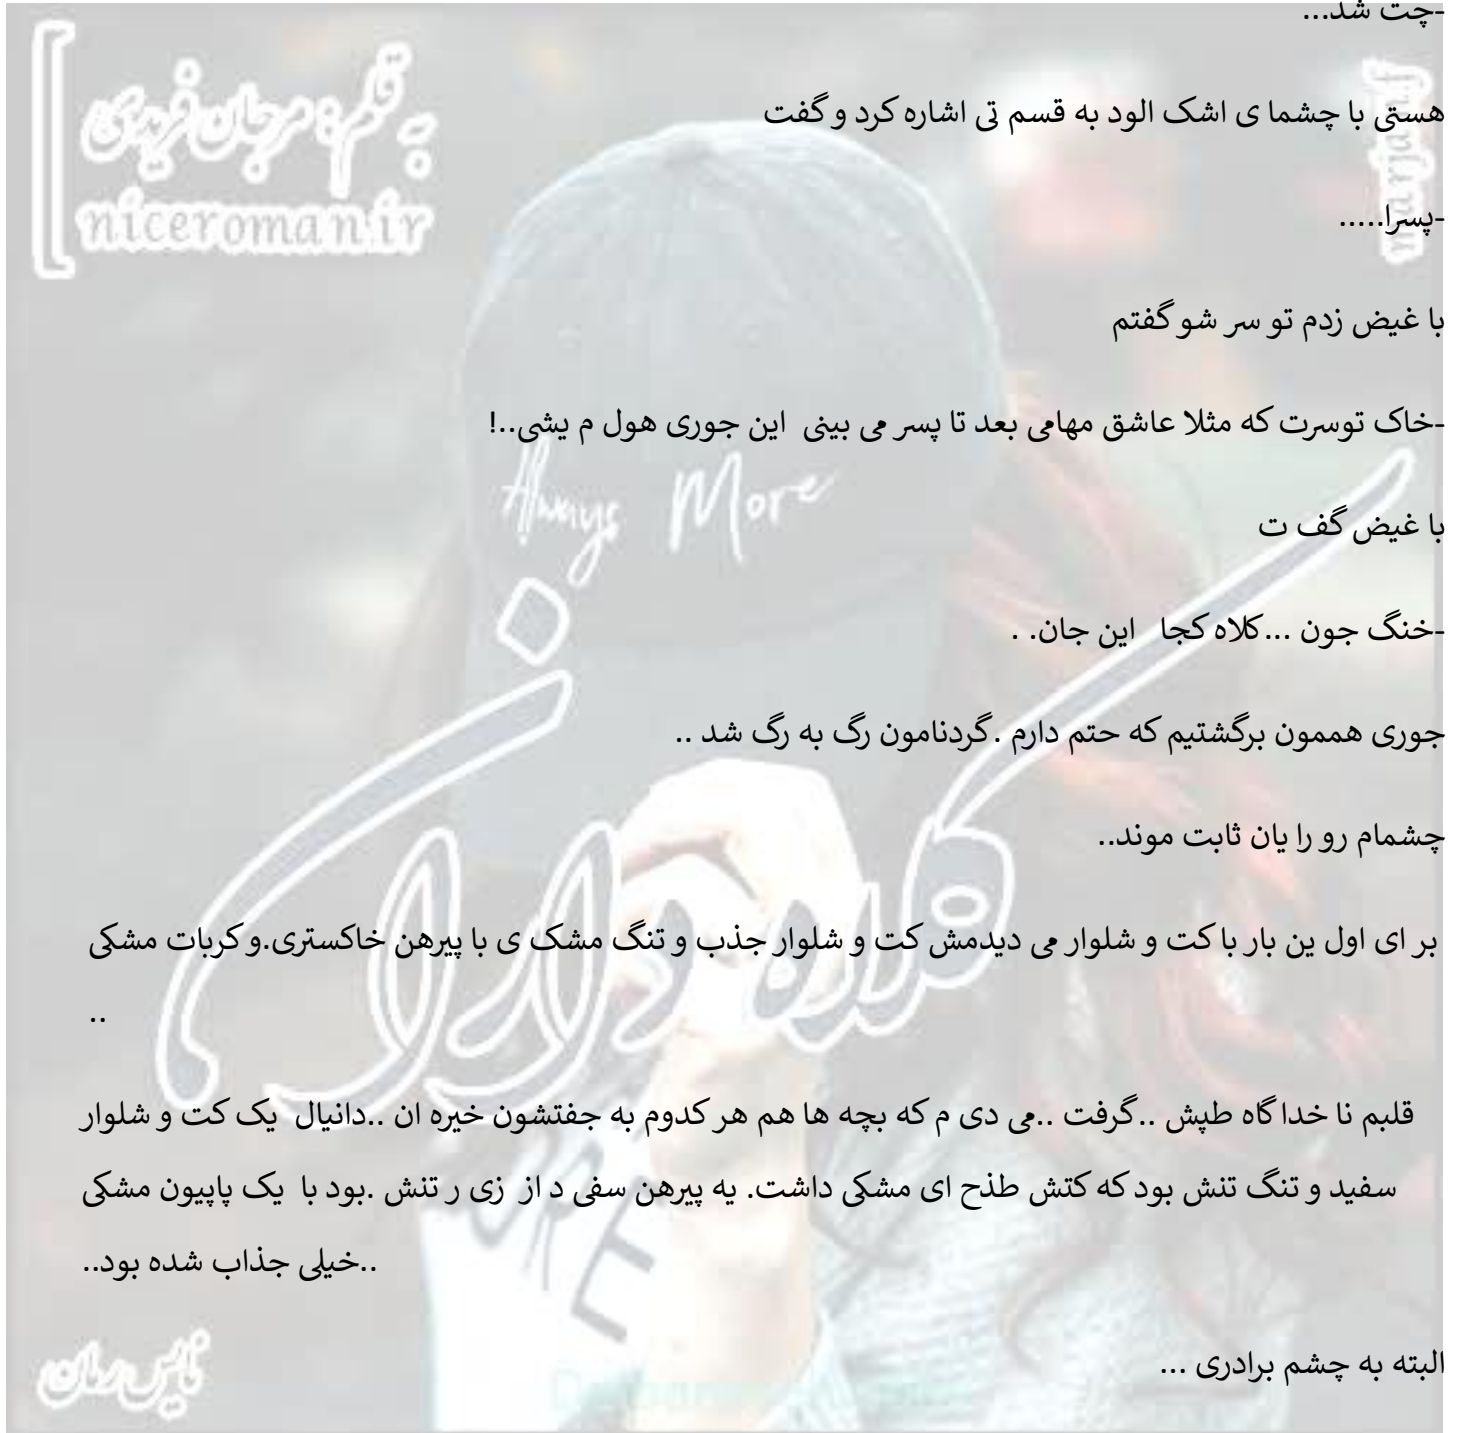 -چت شد...
به قلم: مرجان فریدی
niceroman.ir
marjan.f
هستی با چشما ی اشک الود به قسم تی اشاره کرد و گفت
-پسرا.....
با غیض زدم تو سر شو گفتم
-خاک توسرت که مثلا عاشق مهامی بعد تا پسر می بینی این جوری هول م یشی..!
Always More
با غیض گف ت
-خنگ جون ...کلاه کجا این جان. .
جوری هممون برگشتیم که حتم دارم .گردنامون رگ به رگ شد ..
چشمام رو را یان ثابت موند..
کلاه داران
بر ای اول ین بار با کت و شلوار می دیدمش کت و شلوار جذب و تنگ مشک ی با پیرهن خاکستری.و کربات مشکی
..
قلبم نا خدا گاه طپش ..گرفت ..می دی م که بچه ها هم هر کدوم به جفتشون خیره ان ..دانیال یک کت و شلوار
سفید و تنگ تنش بود که کتش طذح ای مشکی داشت. یه پیرهن سفی د از زی ر تنش .بود با یک پاپیون مشکی
..خیلی جذاب شده بود..
البته به چشم برادری ...
نایس رمان